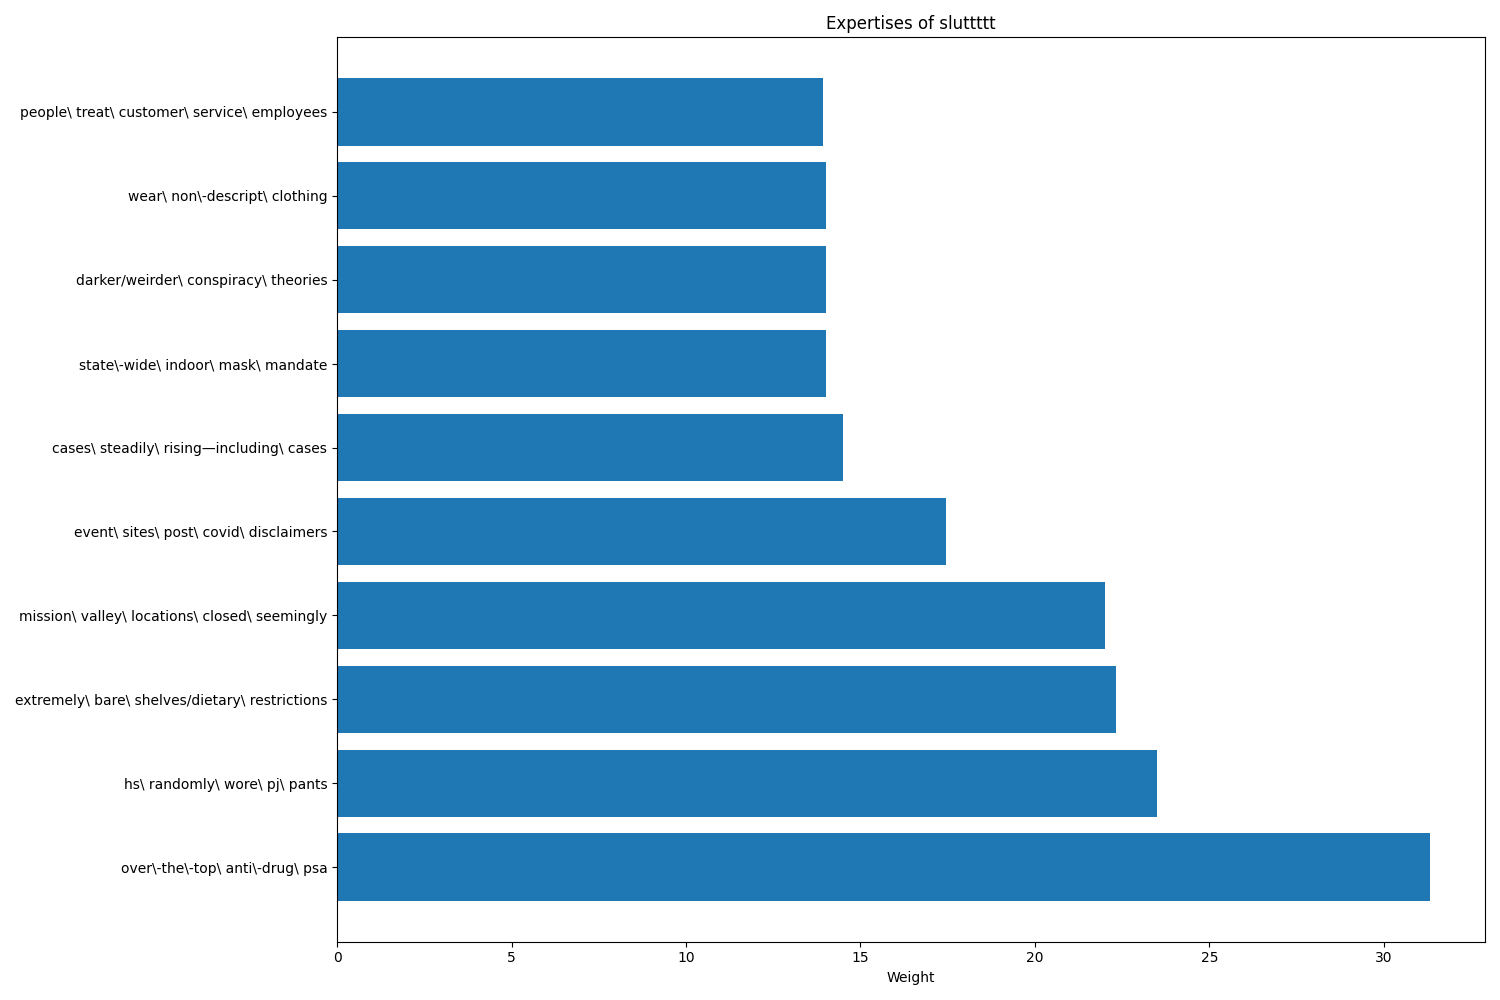 Expertises of sluttttt
people\ treat\ customer\ service\ employees
wear\ non\-descript\ clothing
darker/weirder\ conspiracy\ theories
state\-wide\ indoor\ mask\ mandate
cases\ steadily\ rising—including\ cases
event\ sites\ post\ covid\ disclaimers
mission\ valley\ locations\ closed\ seemingly
extremely\ bare\ shelves/dietary\ restrictions
hs\ randomly\ wore\ pj\ pants
over\-the\-top\ anti\-drug\ psa
0 5 10 15 20 25 30
Weight